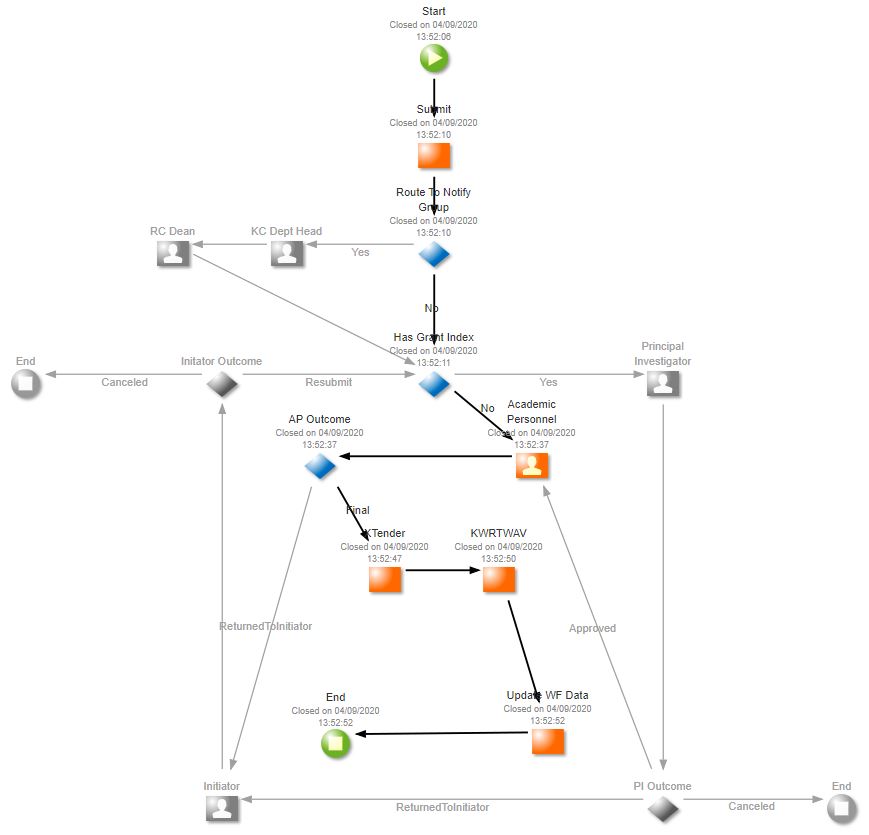 Start
Closed on 04/09/2020
13:52:06
Submit
Closed on 04/09/2020
13:52:10
Route To Notify
Group
Closed on 04/09/2020
13:52:10
RC Dean
KC Dept Head
Yes
No
Has Grant Index
Closed on 04/09/2020
13:52:11
Principal
Investigator
End
Initator Outcome
Canceled
Resubmit
Yes
No
Academic
Personnel
Closed on 04/09/2020
13:52:37
AP Outcome
Closed on 04/09/2020
13:52:37
Final
XTender
Closed on 04/09/2020
13:52:47
KWRTWAV
Closed on 04/09/2020
13:52:50
ReturnedToInitiator
Approved
End
Closed on 04/09/2020
13:52:52
Update WF Data
Closed on 04/09/2020
13:52:52
Initiator
PI Outcome
End
ReturnedToInitiator
Canceled